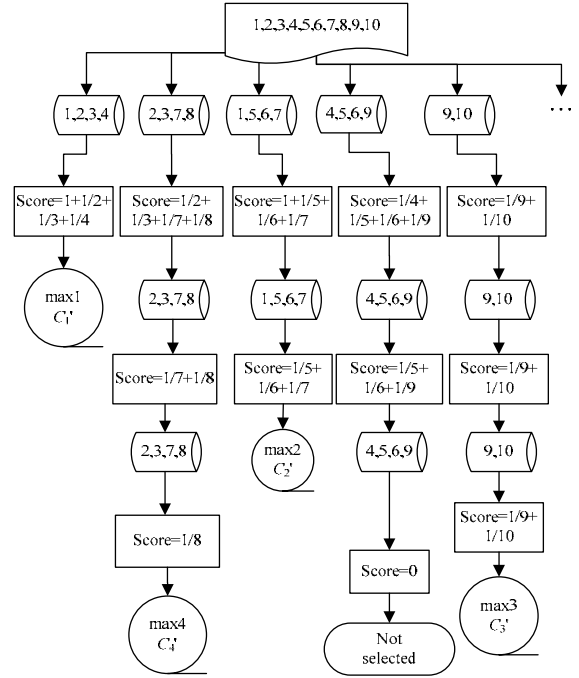 1,2,3,4,5,6,7,8,9,10
1,2,3,4
2,3,7,8
1,5,6,7
4,5,6,9
9,10
...
Score=1+1/2+
1/3+1/4
Score=1/2+
1/3+1/7+1/8
Score=1+1/5+
1/6+1/7
Score=1/4+
1/5+1/6+1/9
Score=1/9+
1/10
max1
C₁'
2,3,7,8
1,5,6,7
4,5,6,9
9,10
Score=1/7+1/8
Score=1/5+
1/6+1/7
Score=1/5+
1/6+1/9
Score=1/9+
1/10
2,3,7,8
max2
C₂'
4,5,6,9
9,10
Score=1/8
Score=0
Score=1/9+
1/10
max4
C₄'
Not
selected
max3
C₃'